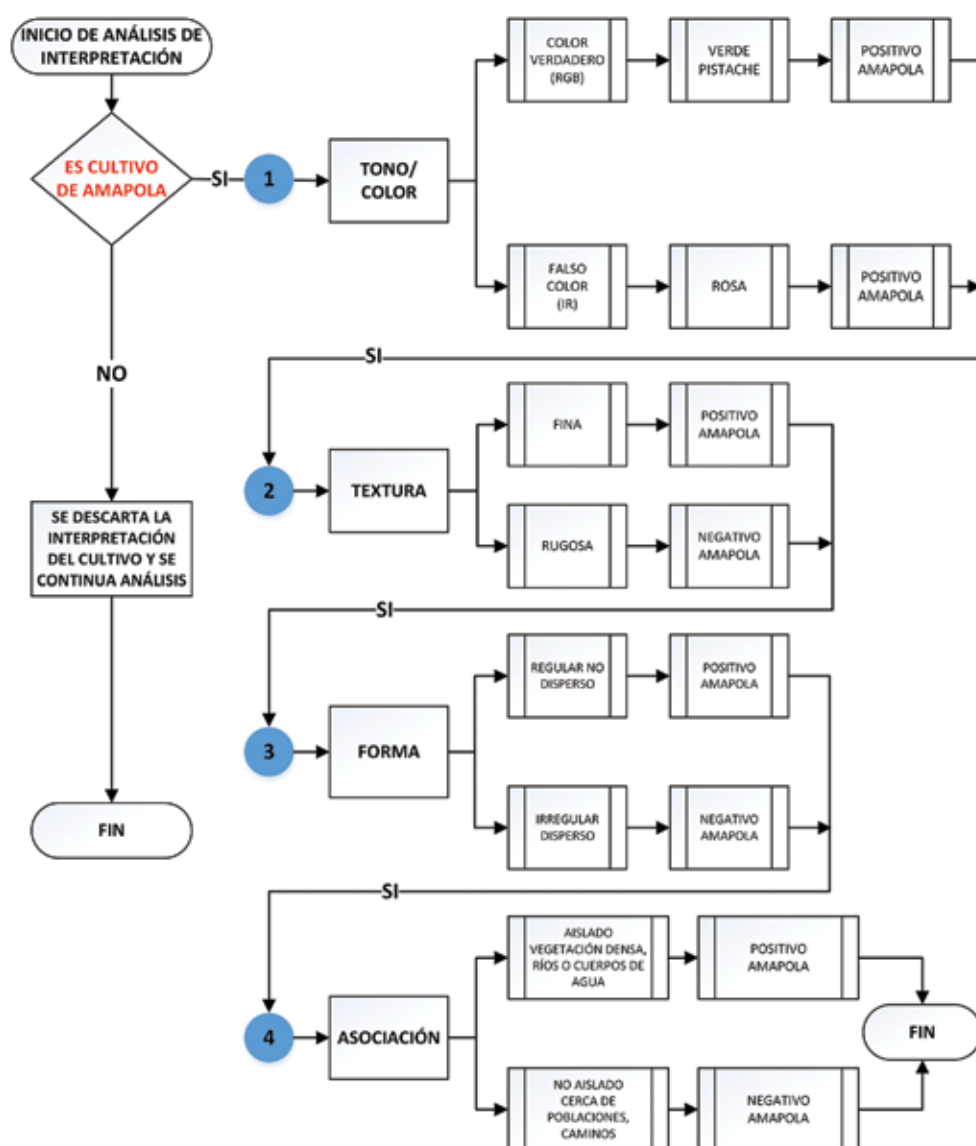 INICIO DE ANÁLISIS DE
INTERPRETACIÓN
ES CULTIVO
DE AMAPOLA
SI
1
TONO/
COLOR
COLOR
VERDADERO
(RGB)
VERDE
PISTACHE
POSITIVO
AMAPOLA
FALSO
COLOR
(IR)
ROSA
POSITIVO
AMAPOLA
NO
SE DESCARTA LA
INTERPRETACIÓN
DEL CULTIVO Y SE
CONTINUA ANÁLISIS
FIN
SI
2
TEXTURA
FINA
POSITIVO
AMAPOLA
RUGOSA
NEGATIVO
AMAPOLA
SI
3
FORMA
REGULAR NO
DISPERSO
POSITIVO
AMAPOLA
IRREGULAR
DISPERSO
NEGATIVO
AMAPOLA
SI
4
ASOCIACIÓN
AISLADO
VEGETACIÓN DENSA,
RÍOS O CUERPOS DE
AGUA
POSITIVO
AMAPOLA
NO AISLADO
CERCA DE
POBLACIONES,
CAMINOS
NEGATIVO
AMAPOLA
FIN